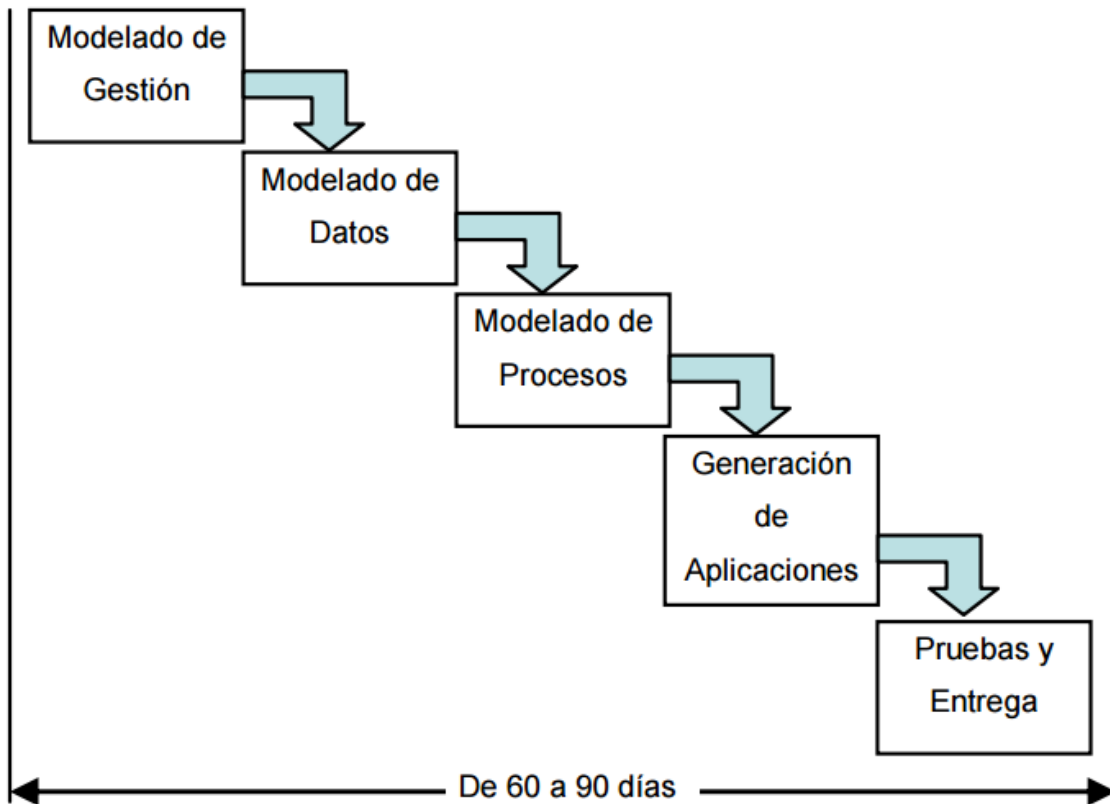 Modelado de
Gestión
Modelado de
Datos
Modelado de
Procesos
Generación
de
Aplicaciones
Pruebas y
Entrega
De 60 a 90 días